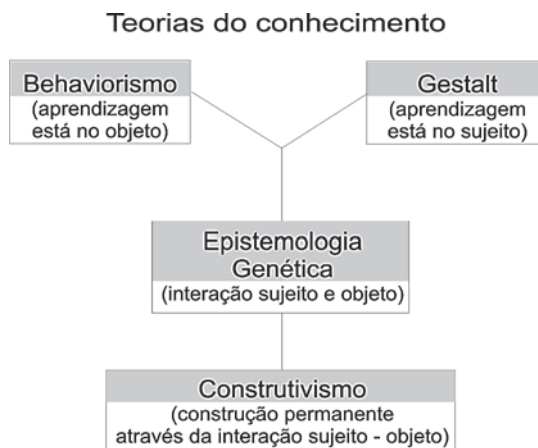 Teorias do conhecimento
Behaviorismo
(aprendizagem
está no objeto)
Gestalt
(aprendizagem
está no sujeito)
Epistemologia
Genética
(interação sujeito e objeto)
Construtivismo
(construção permanente
através da interação sujeito - objeto)